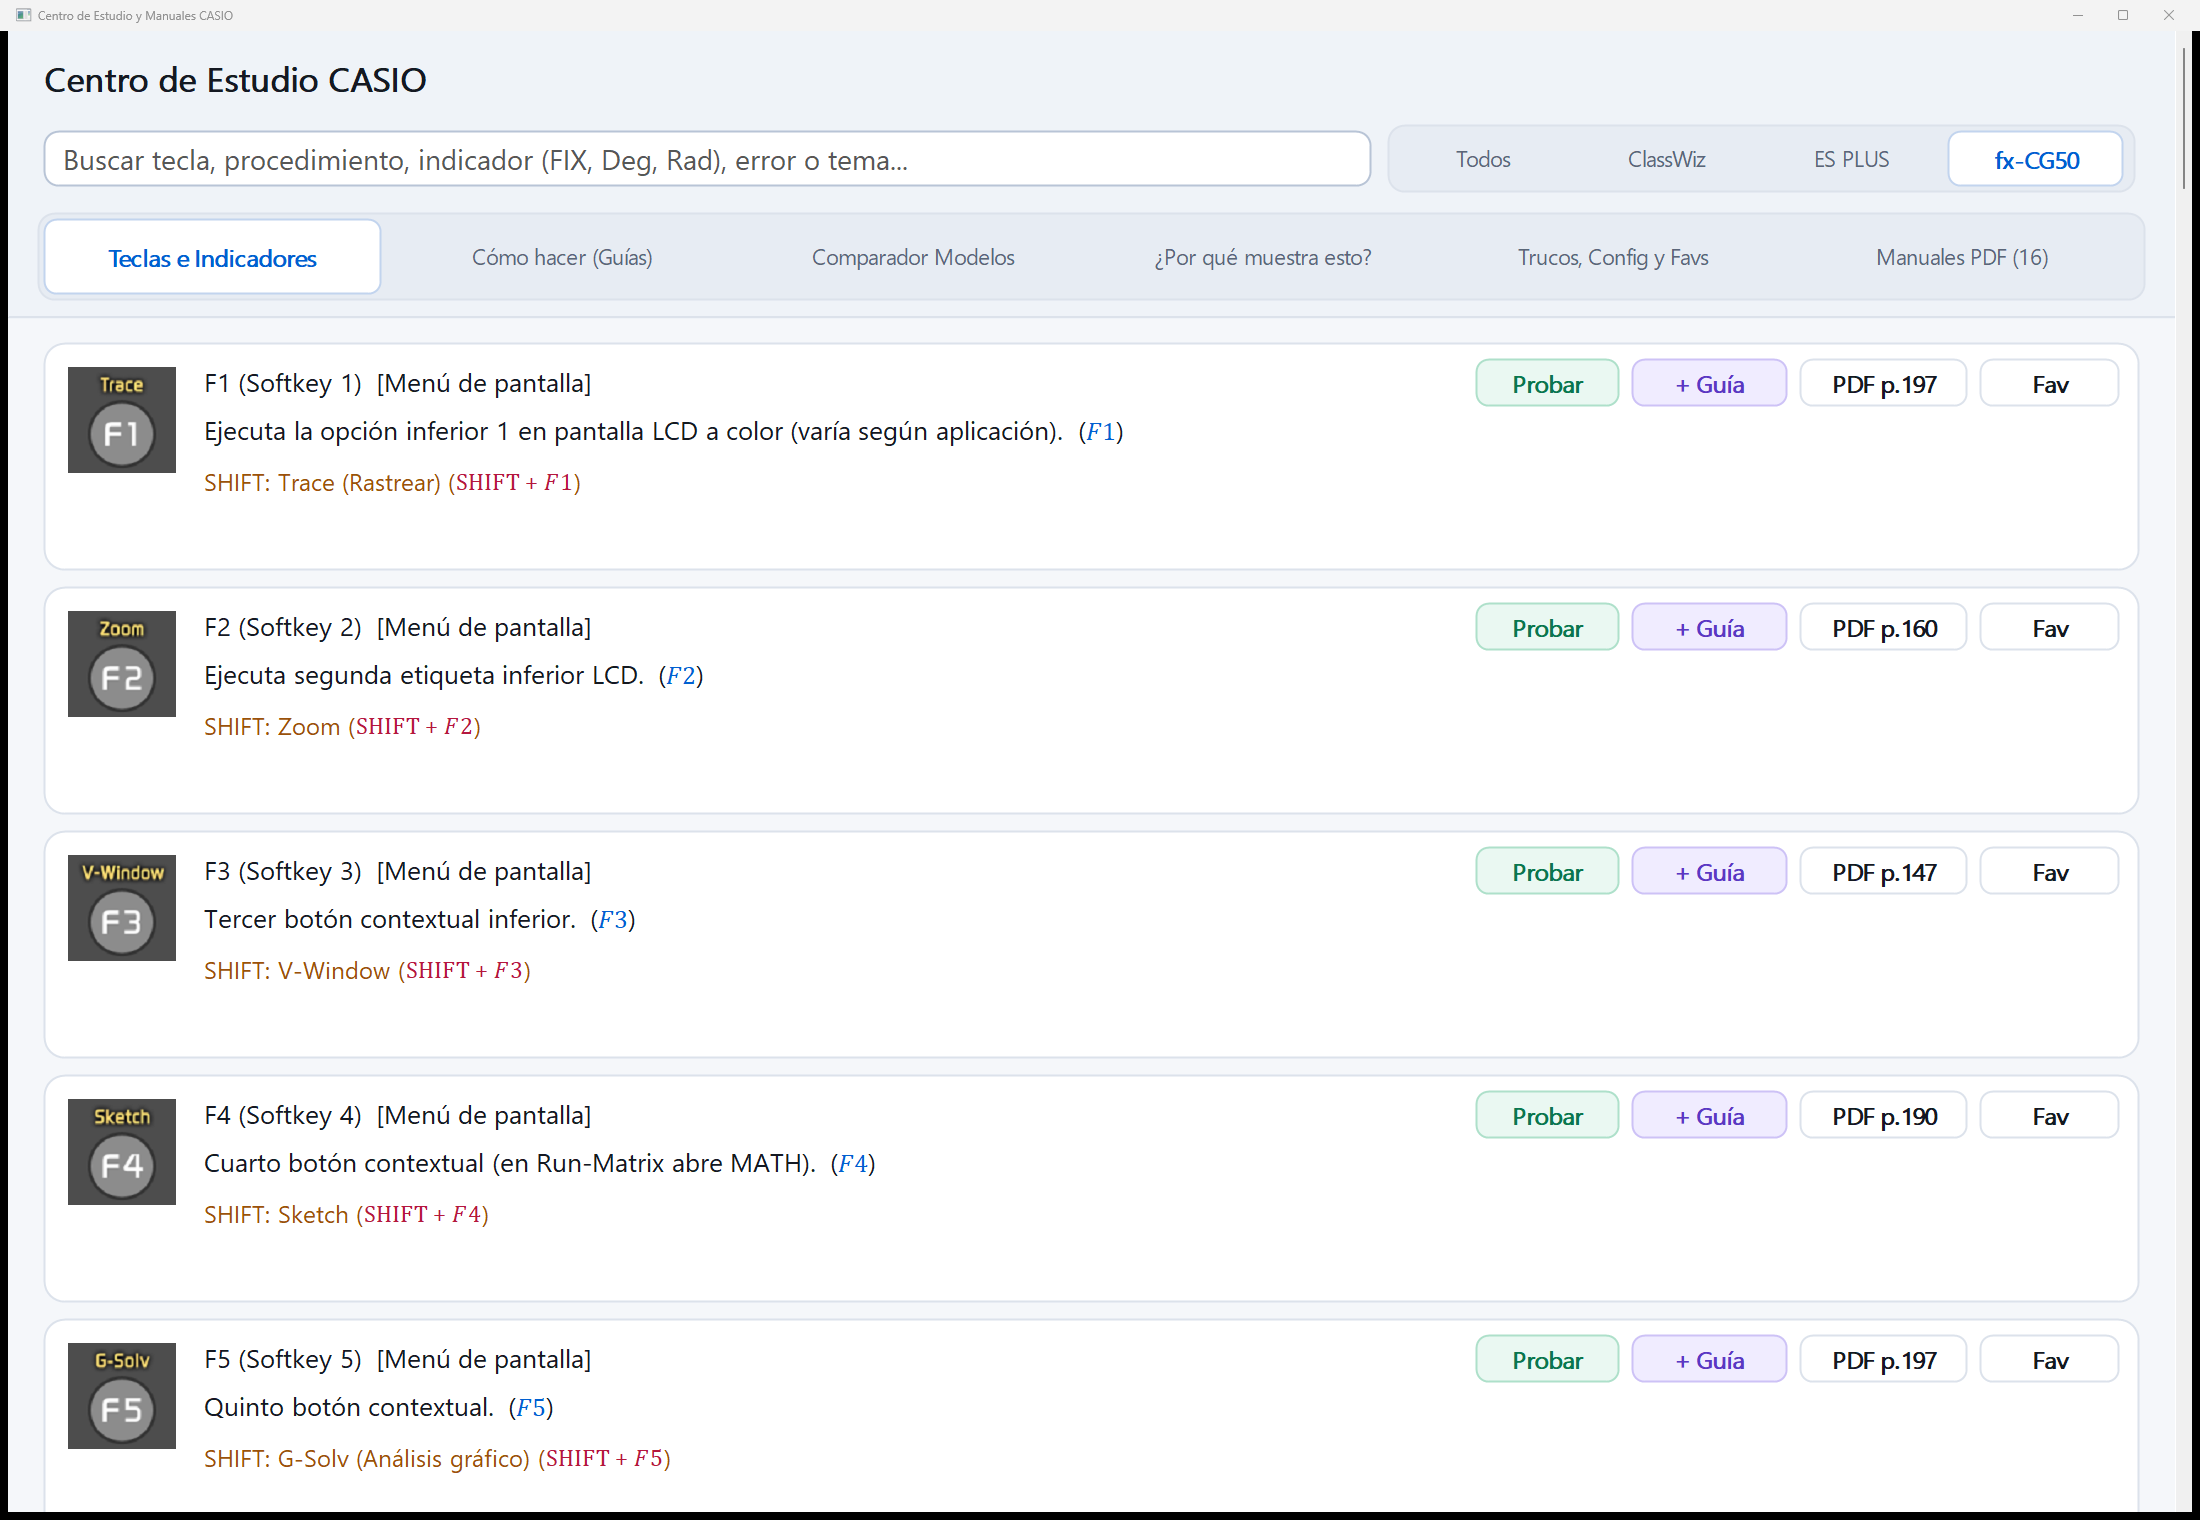 Centro de Estudio y Manuales CASIO
Centro de Estudio CASIO
Buscar tecla, procedimiento, indicador (FIX, Deg, Rad), error o tema...
Todos
ClassWiz
ES PLUS
fx-CG50
Teclas e Indicadores
Cómo hacer (Guías)
Comparador Modelos
¿Por qué muestra esto?
Trucos, Config y Favs
Manuales PDF (16)
Trace
F1
F1 (Softkey 1) [Menú de pantalla]
Probar
+ Guía
PDF p.197
Fav
Ejecuta la opción inferior 1 en pantalla LCD a color (varía según aplicación). (F1)
SHIFT: Trace (Rastrear) (SHIFT + F1)
Zoom
F2
F2 (Softkey 2) [Menú de pantalla]
Probar
+ Guía
PDF p.160
Fav
Ejecuta segunda etiqueta inferior LCD. (F2)
SHIFT: Zoom (SHIFT + F2)
V-Window
F3
F3 (Softkey 3) [Menú de pantalla]
Probar
+ Guía
PDF p.147
Fav
Tercer botón contextual inferior. (F3)
SHIFT: V-Window (SHIFT + F3)
Sketch
F4
F4 (Softkey 4) [Menú de pantalla]
Probar
+ Guía
PDF p.190
Fav
Cuarto botón contextual (en Run-Matrix abre MATH). (F4)
SHIFT: Sketch (SHIFT + F4)
G-Solv
F5
F5 (Softkey 5) [Menú de pantalla]
Probar
+ Guía
PDF p.197
Fav
Quinto botón contextual. (F5)
SHIFT: G-Solv (Análisis gráfico) (SHIFT + F5)